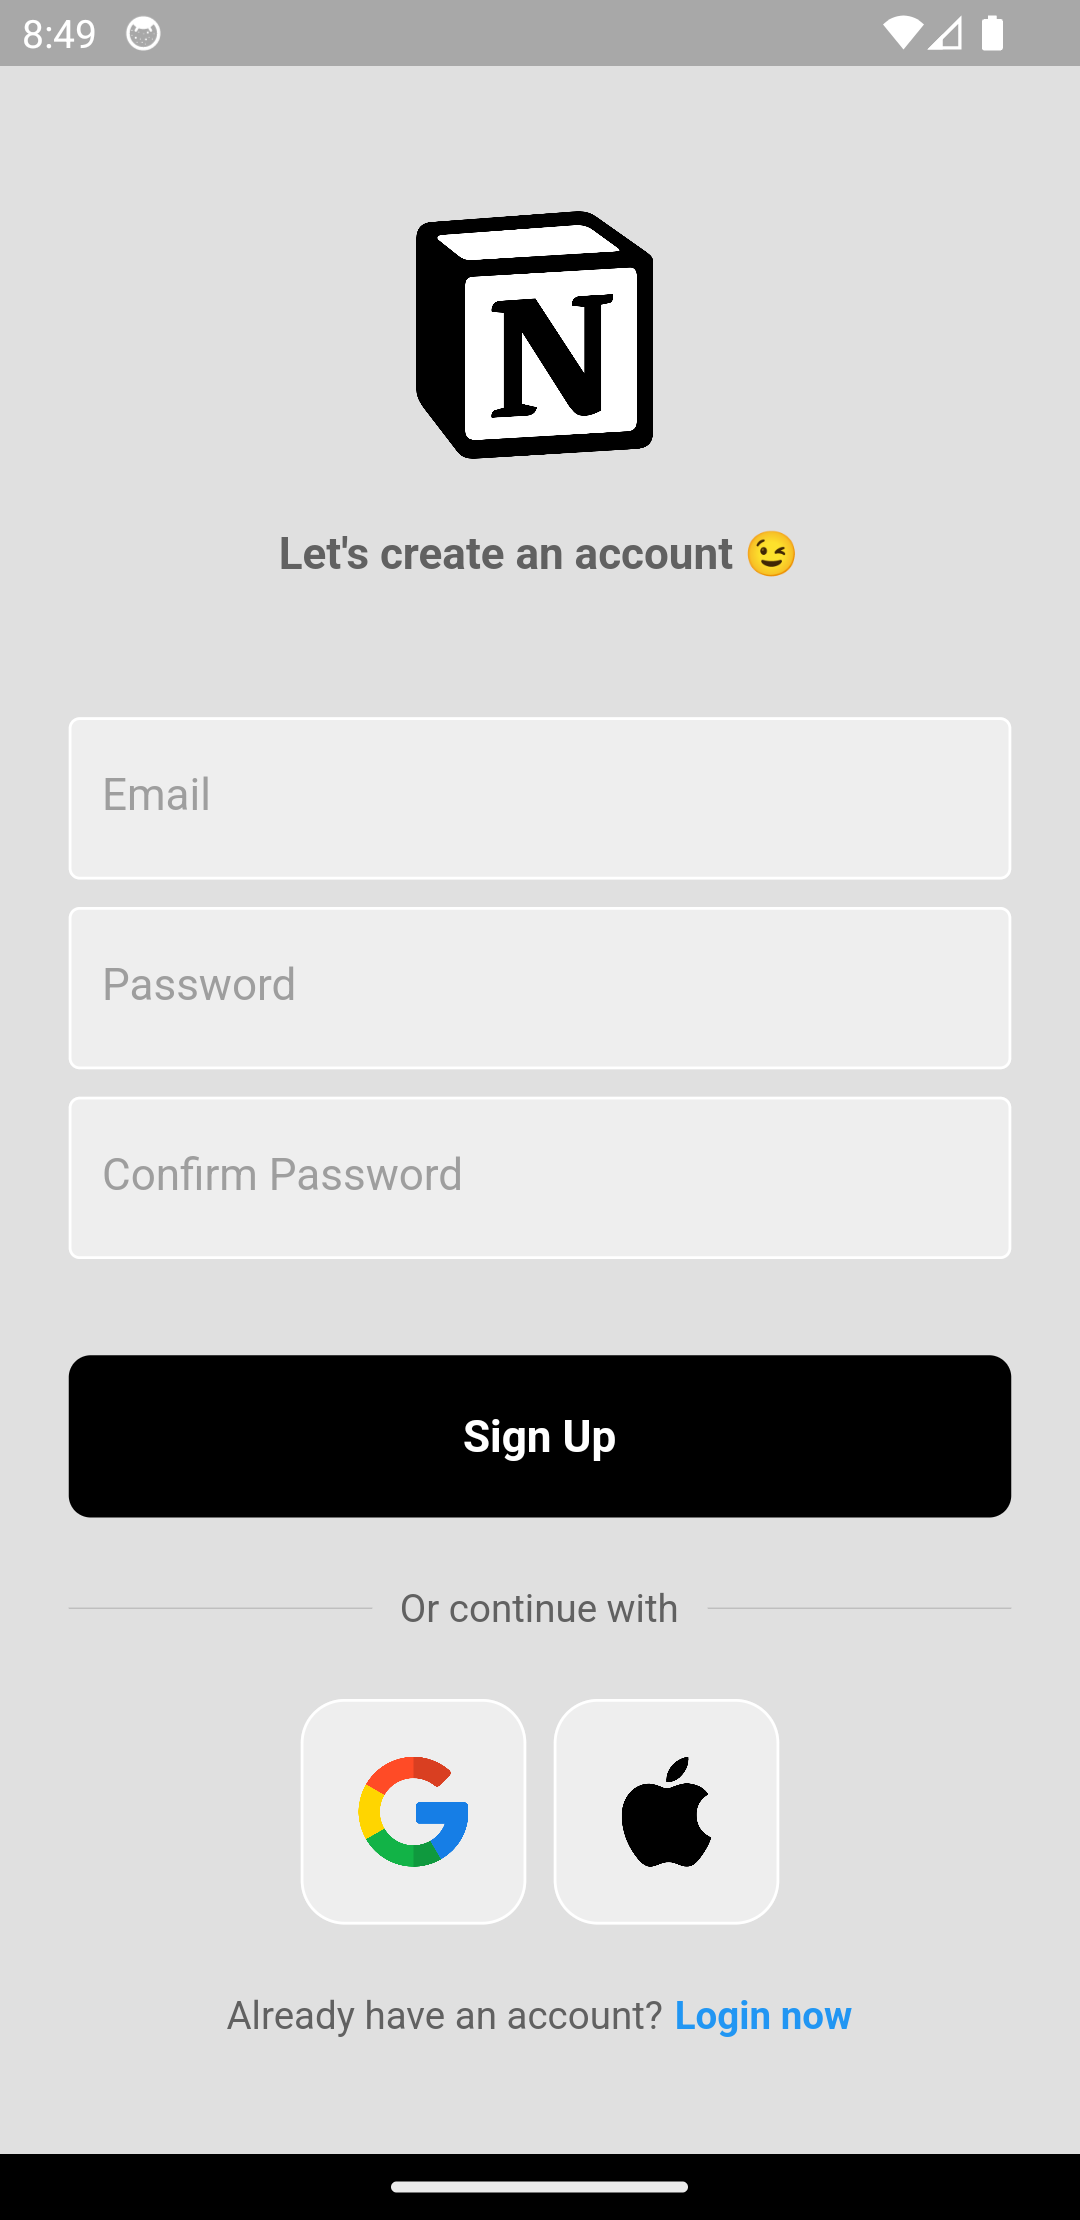 8:49
N
Let's create an account 😉
Email
Password
Confirm Password
Sign Up
Or continue with
Already have an account? Login now